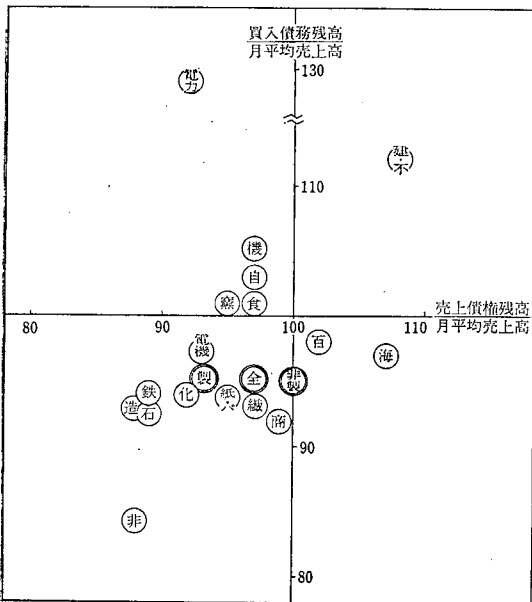 買入債務残高
月平均売上高
130
電力
建・不
110
機
自
窯
食
売上債権残高
月平均売上高
80
90
100
110
百
海
電機
製
全
非製
鉄
化
紙・パ
造
石
繊
商
90
非
80